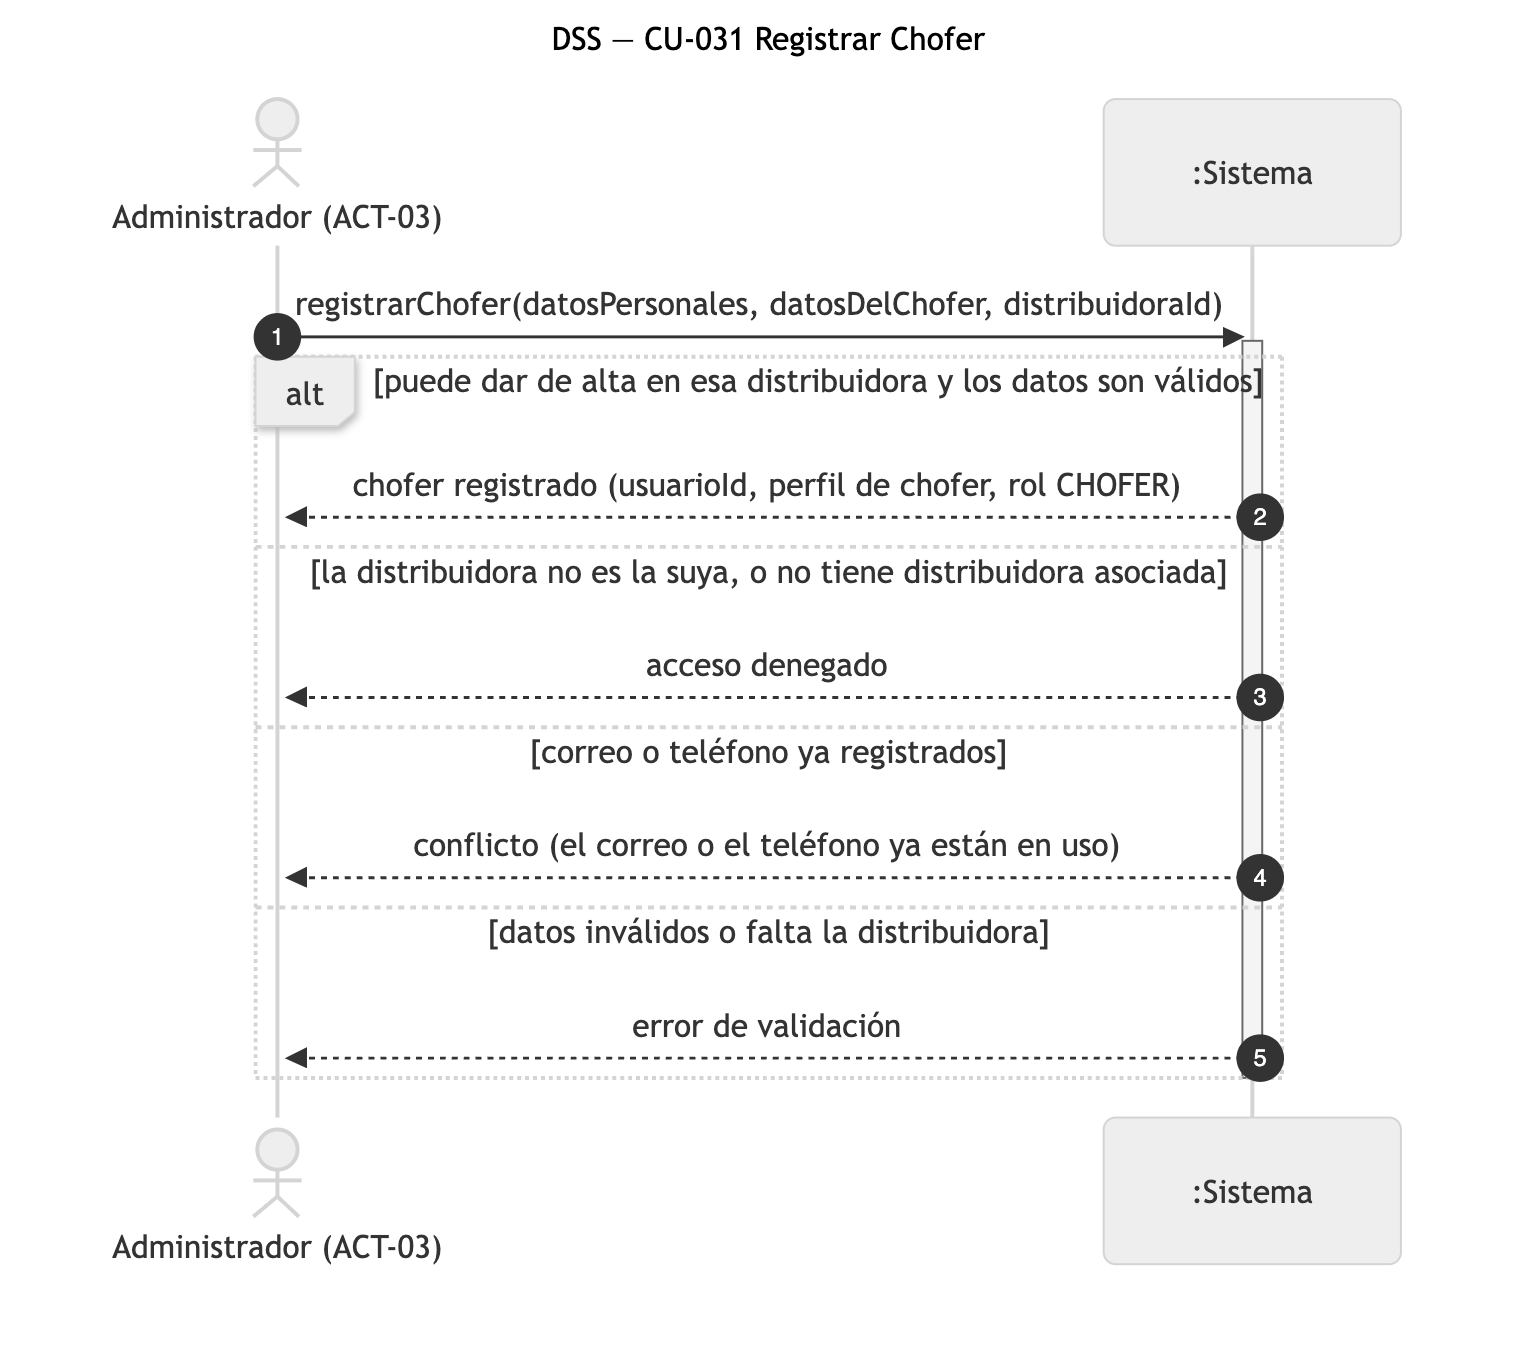 DSS — CU-031 Registrar Chofer
Administrador (ACT-03)
:Sistema
registrarChofer(datosPersonales, datosDelChofer, distribuidoraId)
1
alt
[puede dar de alta en esa distribuidora y los datos son válidos]
chofer registrado (usuarioId, perfil de chofer, rol CHOFER)
2
[la distribuidora no es la suya, o no tiene distribuidora asociada]
acceso denegado
3
[correo o teléfono ya registrados]
conflicto (el correo o el teléfono ya están en uso)
4
[datos inválidos o falta la distribuidora]
error de validación
5
Administrador (ACT-03)
:Sistema